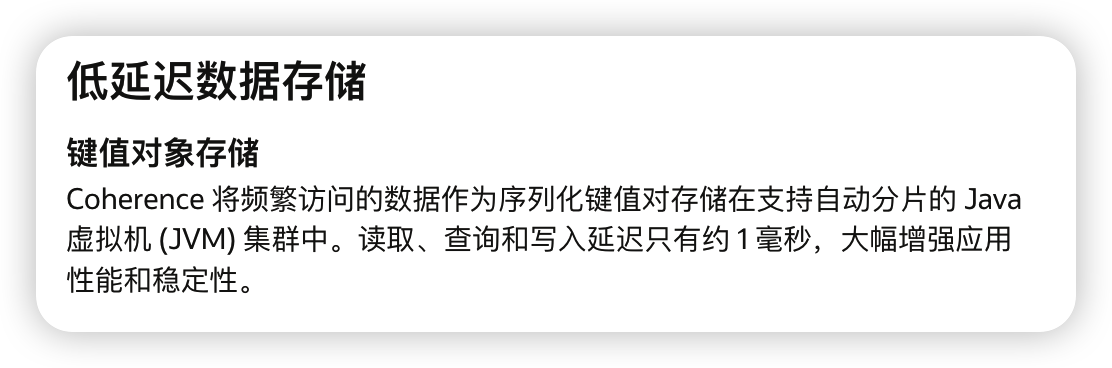 低延迟数据存储
键值对象存储
Coherence 将频繁访问的数据作为序列化键值对存储在支持自动分片的 Java
虚拟机 (JVM) 集群中。读取、查询和写入延迟只有约 1 毫秒，大幅增强应用
性能和稳定性。